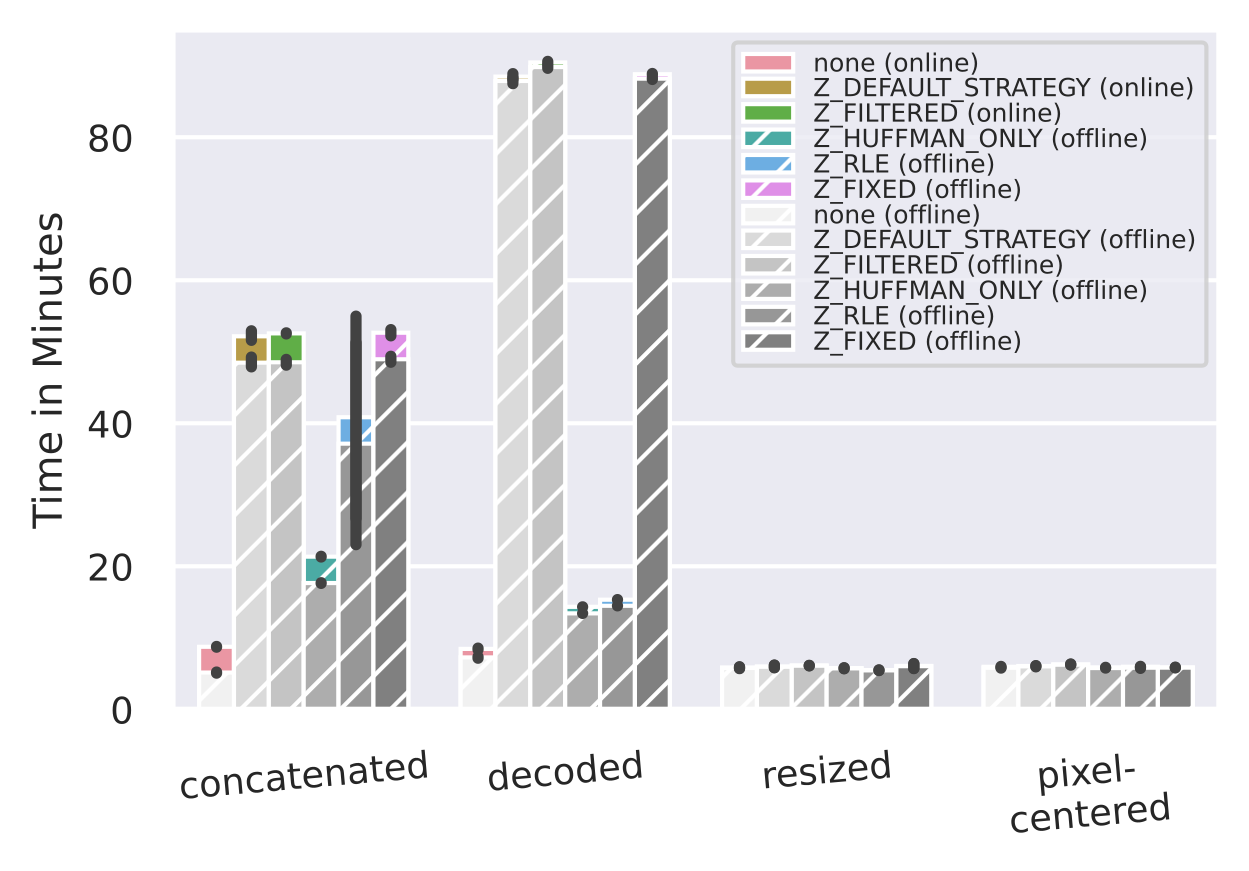 none (online)
Z_DEFAULT_STRATEGY (online)
Z_FILTERED (online)
Z_HUFFMAN_ONLY (offline)
Z_RLE (offline)
Z_FIXED (offline)
none (offline)
Z_DEFAULT_STRATEGY (offline)
Z_FILTERED (offline)
Z_HUFFMAN_ONLY (offline)
Z_RLE (offline)
Z_FIXED (offline)
80
60
40
20
0
Time in Minutes
concatenated
decoded
resized
pixel-
centered